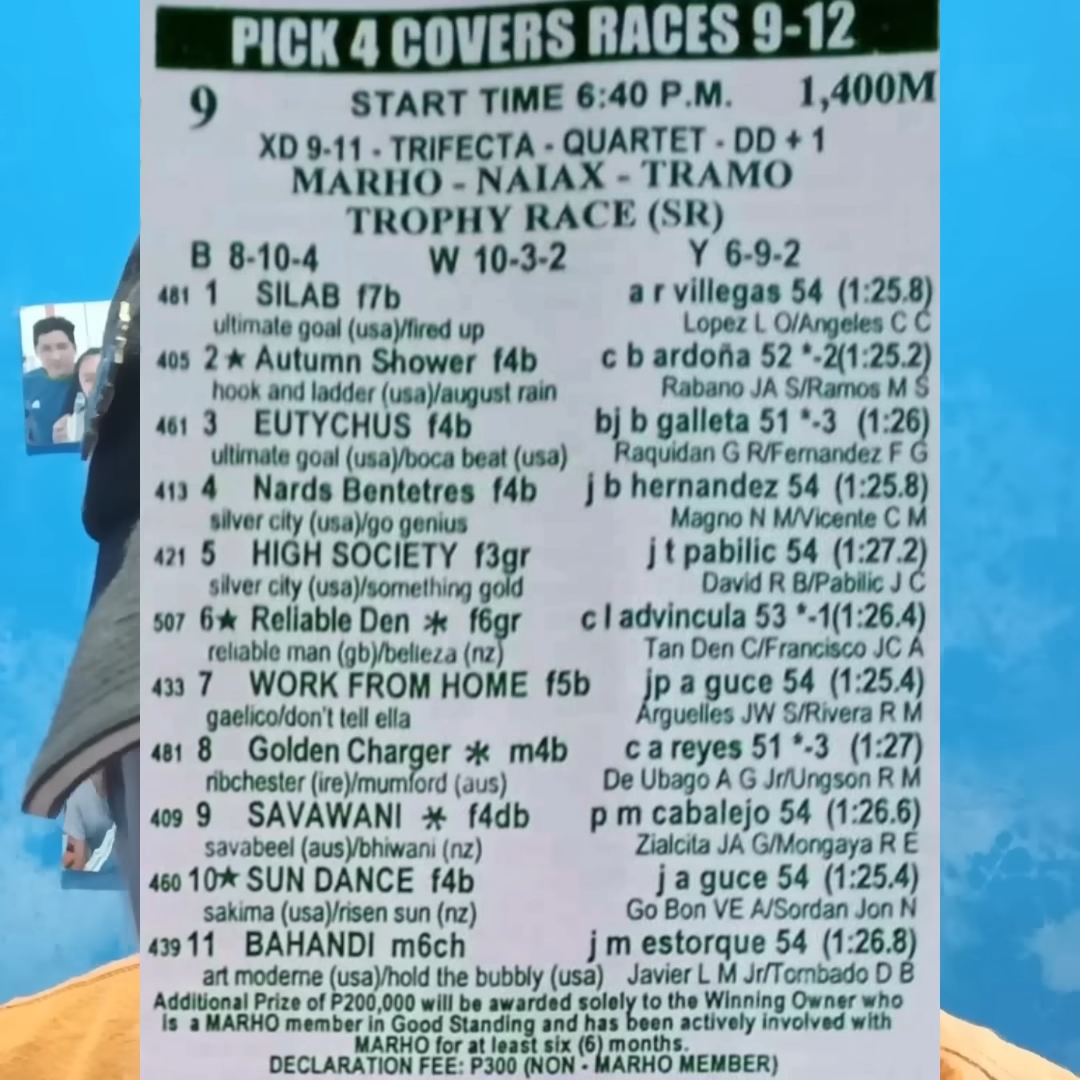 PICK 4 COVERS RACES 9-12
9 START TIME 6:40 P.M. 1,400M
XD 9-11 - TRIFECTA - QUARTET - DD + 1
MARHO - NAIAX - TRAMO
TROPHY RACE (SR)
B 8-10-4 W 10-3-2 Y 6-9-2
481 1 SILAB f7b a r villegas 54 (1:25.8)
ultimate goal (usa)/fired up Lopez L O/Angeles C C
405 2★ Autumn Shower f4b c b ardoña 52 *-2(1:25.2)
hook and ladder (usa)/august rain Rabano JA S/Ramos M S
461 3 EUTYCHUS f4b bj b galleta 51 *-3 (1:26)
ultimate goal (usa)/boca beat (usa) Raquidan G R/Fernandez F G
413 4 Nards Bentetres f4b j b hernandez 54 (1:25.8)
silver city (usa)/go genius Magno N M/Vicente C M
421 5 HIGH SOCIETY f3gr j t pabilic 54 (1:27.2)
silver city (usa)/something gold David R B/Pabilic J C
507 6★ Reliable Den * f6gr c l advincula 53 *-1(1:26.4)
reliable man (gb)/belieza (nz) Tan Den C/Francisco JC A
433 7 WORK FROM HOME f5b jp a guce 54 (1:25.4)
gaelico/don't tell ella Arguelles JW S/Rivera R M
481 8 Golden Charger * m4b c a reyes 51 *-3 (1:27)
ribchester (ire)/mumford (aus) De Ubago A G Jr/Ungson R M
409 9 SAVAWANI * f4db p m cabalejo 54 (1:26.6)
savabeel (aus)/bhiwani (nz) Zialcita JA G/Mongaya R E
460 10★ SUN DANCE f4b j a guce 54 (1:25.4)
sakima (usa)/risen sun (nz) Go Bon VE A/Sordan Jon N
439 11 BAHANDI m6ch j m estorque 54 (1:26.8)
art moderne (usa)/hold the bubbly (usa) Javier L M Jr/Tombado D B
Additional Prize of P200,000 will be awarded solely to the Winning Owner who
is a MARHO member in Good Standing and has been actively involved with
MARHO for at least six (6) months.
DECLARATION FEE: P300 (NON - MARHO MEMBER)